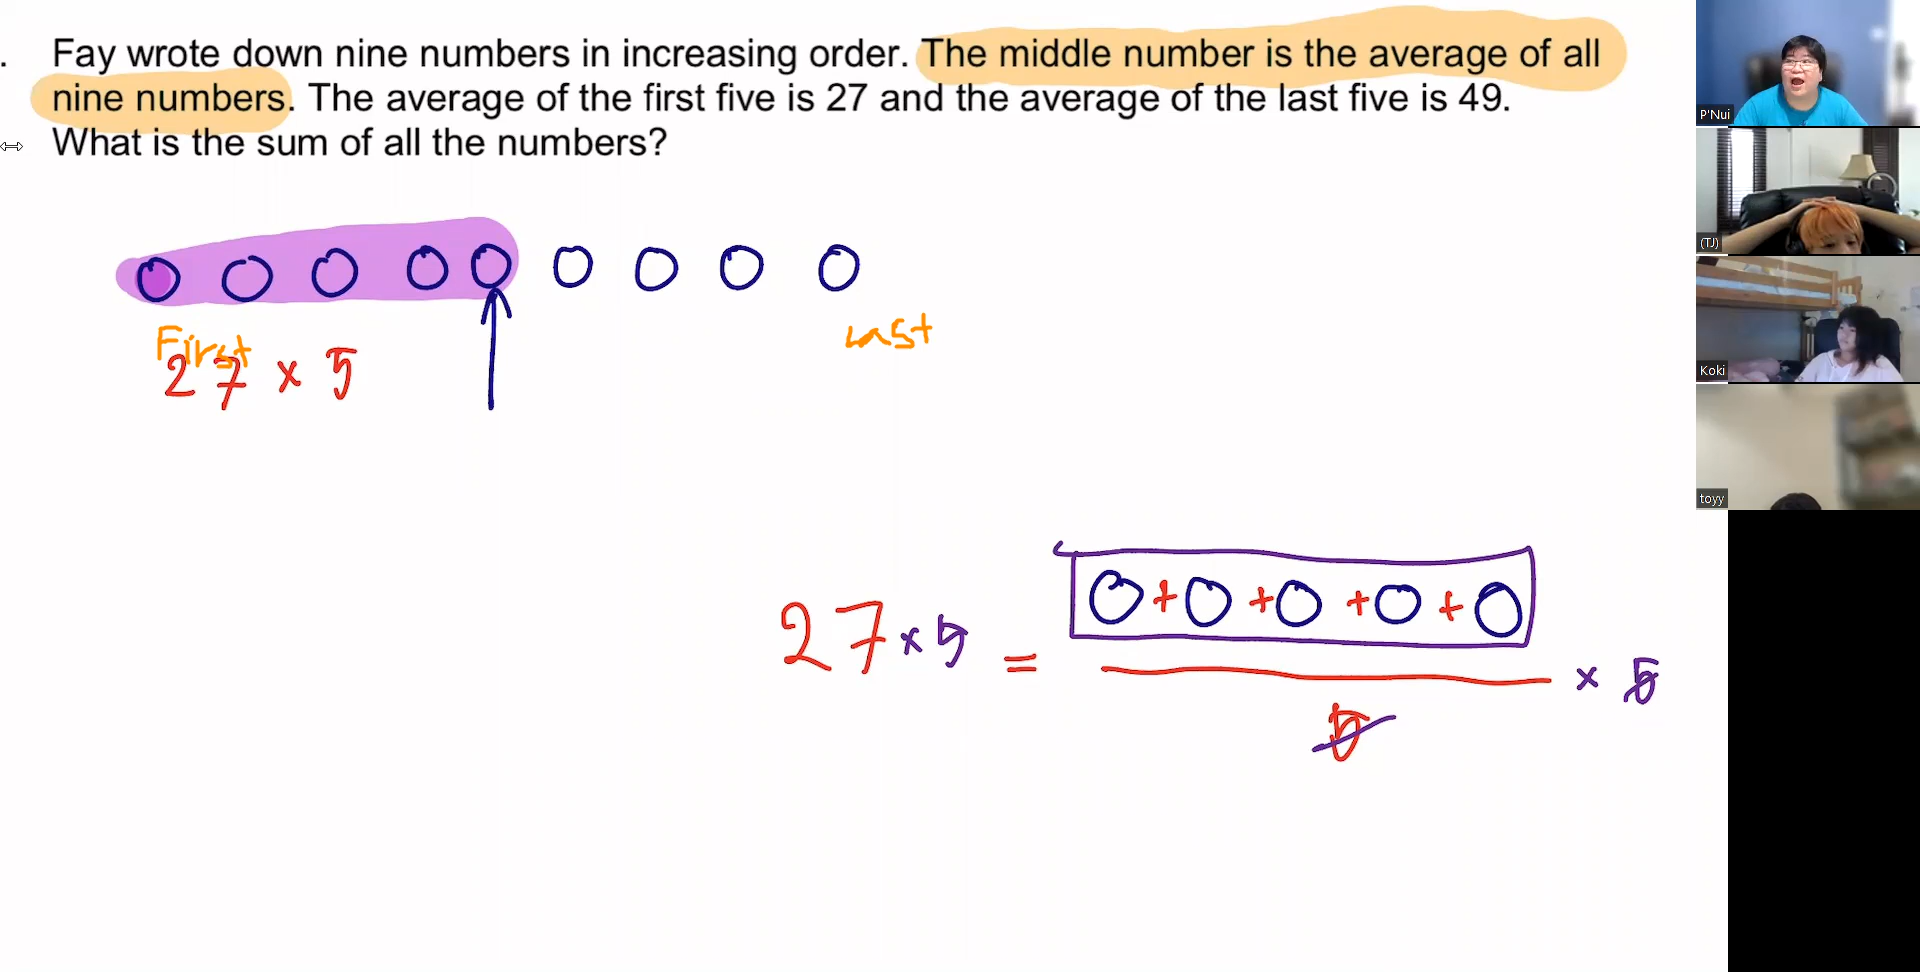 . Fay wrote down nine numbers in increasing order. The middle number is the average of all
nine numbers. The average of the first five is 27 and the average of the last five is 49.
What is the sum of all the numbers?
First
Last
27 × 5
27 × 5 = O + O + O + O + O × 5
5
P'Nui
(TJ)
Koki
toyy